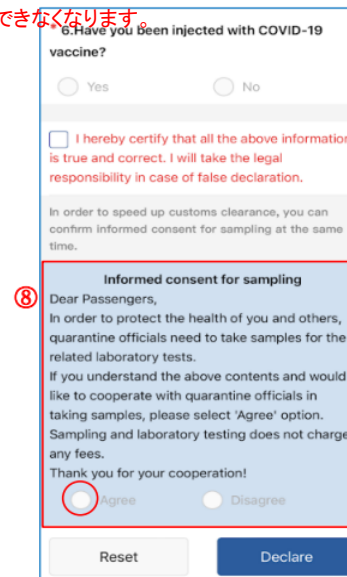 できなくなります。
* 6.Have you been injected with COVID-19
vaccine?
Yes No
I hereby certify that all the above information
is true and correct. I will take the legal
responsibility in case of false declaration.
In order to speed up customs clearance, you can
confirm informed consent for sampling at the same
time.
⑧
Informed consent for sampling
Dear Passengers,
In order to protect the health of you and others,
quarantine officials need to take samples for the
related laboratory tests.
If you understand the above contents and would
like to cooperate with quarantine officials in
taking samples, please select 'Agree' option.
Sampling and laboratory testing does not charge
any fees.
Thank you for your cooperation!
Agree Disagree
Reset Declare